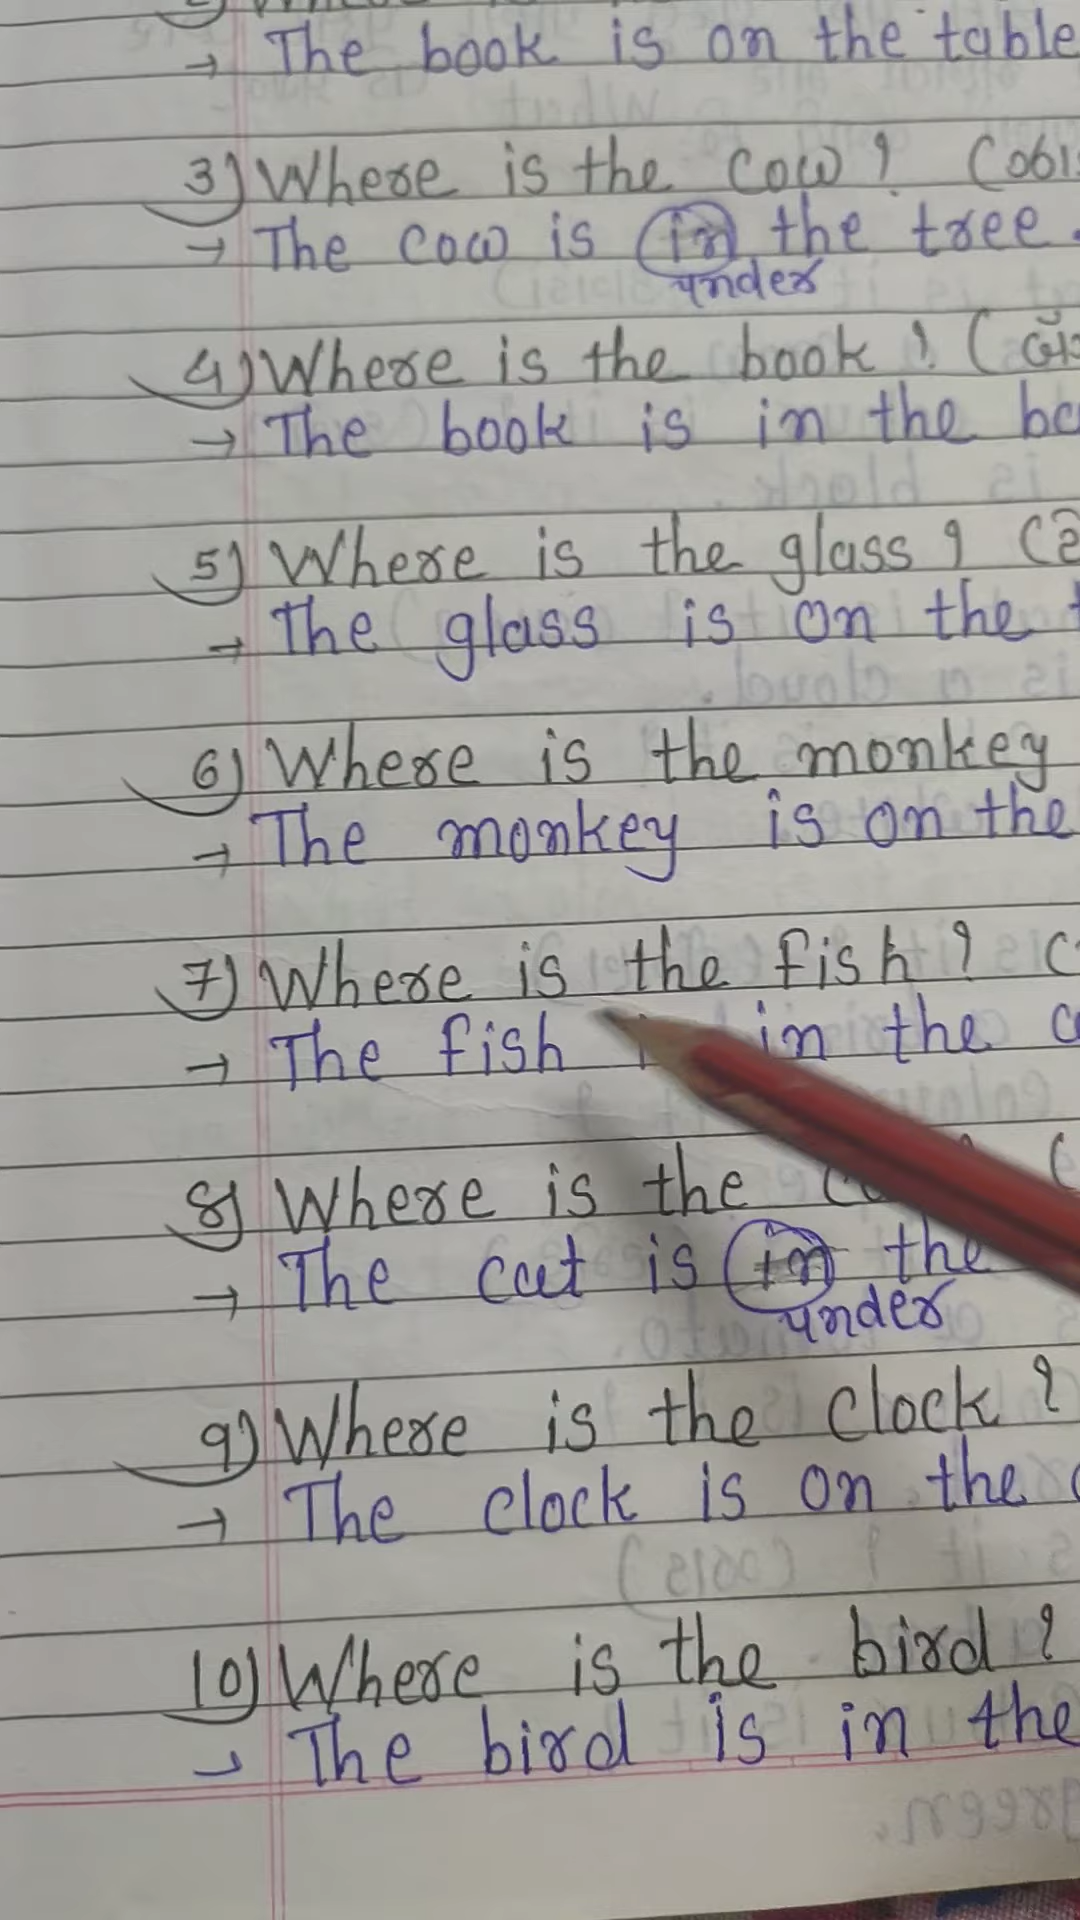 → The book is on the table
3) Where is the cow?
→ The cow is in the tree.
under
4) Where is the book?
→ The book is in the
5) Where is the glass?
→ The glass is on the
6) Where is the monkey
→ The monkey is on the
7) Where is the fish?
→ The fish in the
8) Where is the
→ The cat is in the
under
9) Where is the clock?
→ The clock is on the
10) Where is the bird?
→ The bird is in the